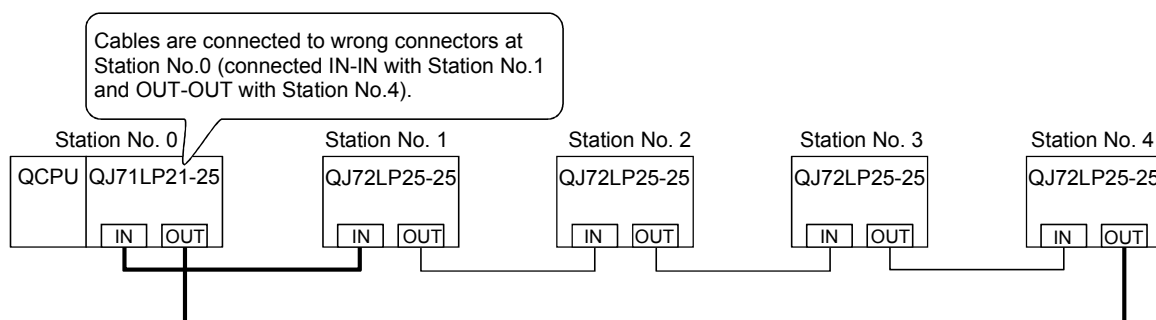 Cables are connected to wrong connectors at
Station No.0 (connected IN-IN with Station No.1
and OUT-OUT with Station No.4).
Station No. 0 Station No. 1 Station No. 2 Station No. 3 Station No. 4
QCPU QJ71LP21-25 QJ72LP25-25 QJ72LP25-25 QJ72LP25-25 QJ72LP25-25
IN OUT IN OUT IN OUT IN OUT IN OUT